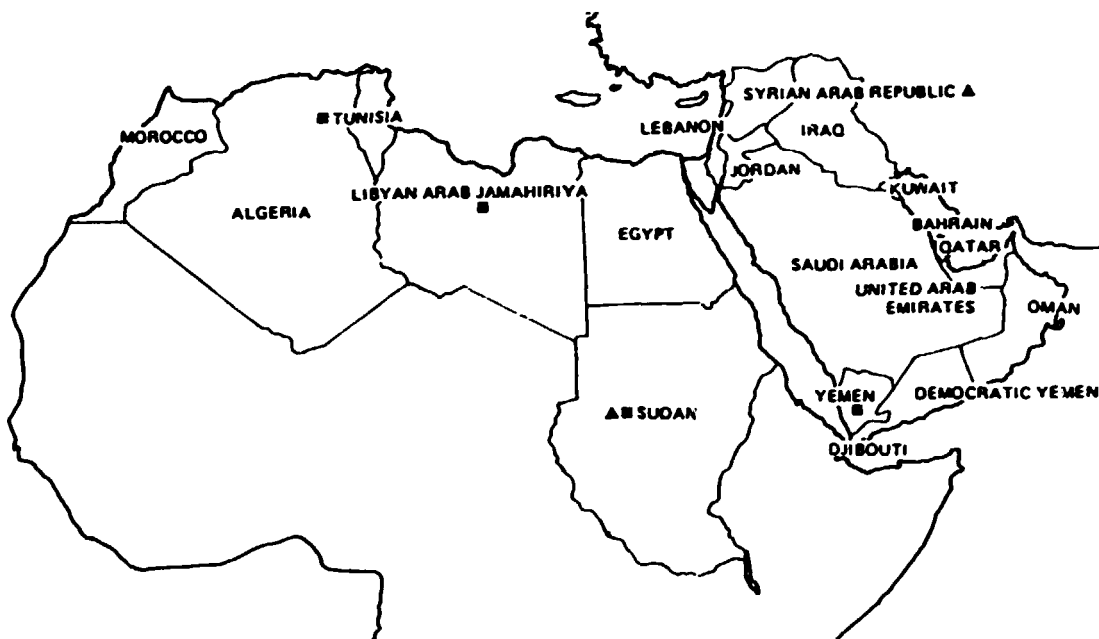 SYRIAN ARAB REPUBLIC ▲
■ TUNISIA
LEBANON
IRAQ
MOROCCO
JORDAN
LIBYAN ARAB JAMAHIRIYA
■
KUWAIT
ALGERIA
BAHRAIN
EGYPT
QATAR
SAUDI ARABIA
UNITED ARAB
EMIRATES
OMAN
YEMEN
■
DEMOCRATIC YEMEN
▲■ SUDAN
DJIBOUTI